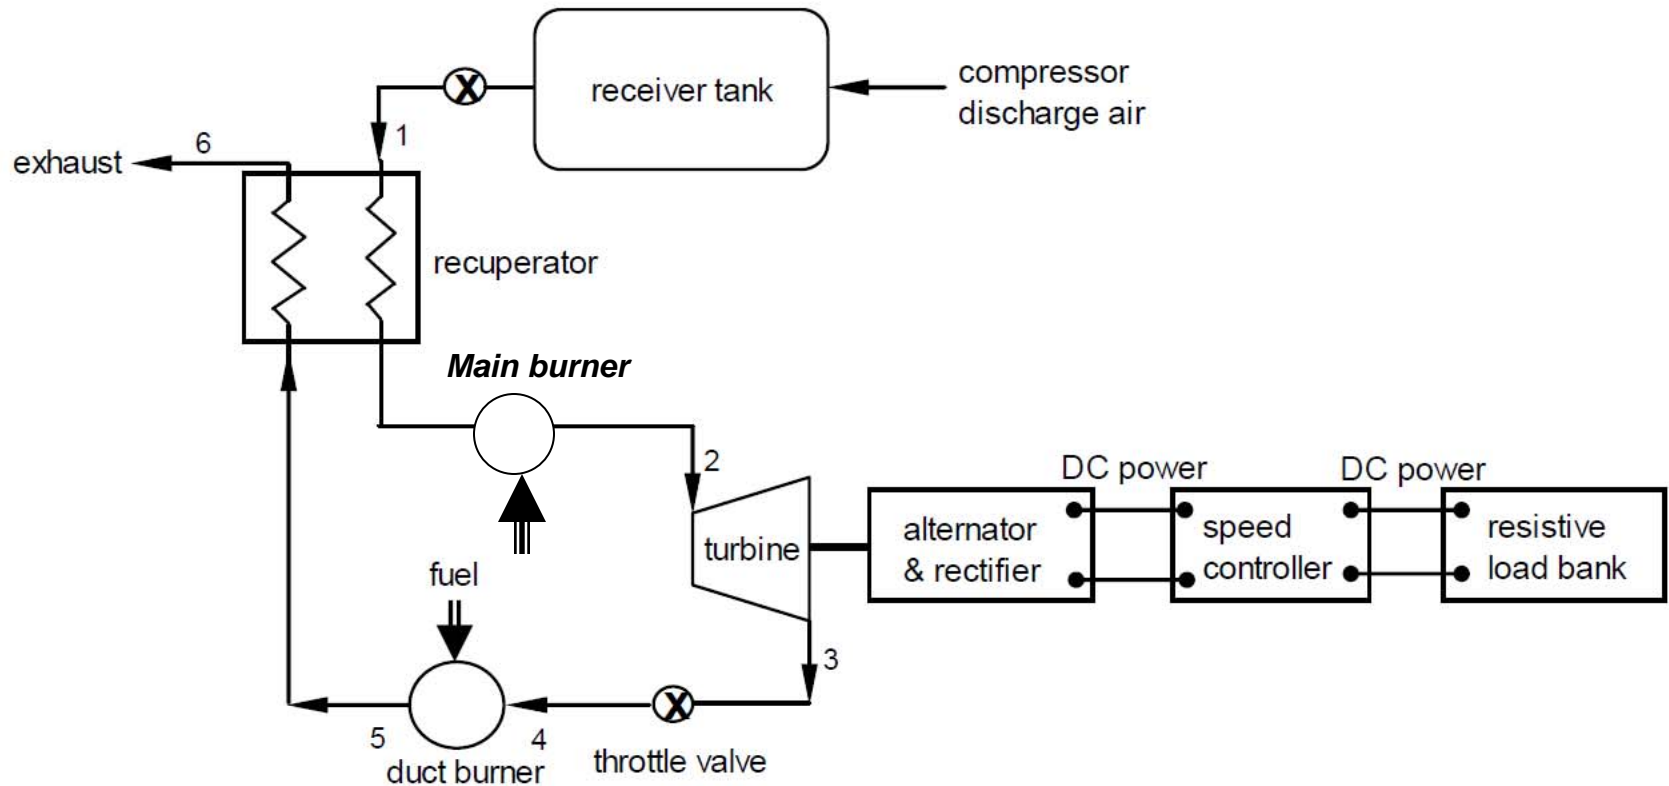 receiver tank
compressor
discharge air
X
1
6
exhaust
recuperator
Main burner
2
DC power
DC power
alternator
& rectifier
speed
controller
resistive
load bank
turbine
fuel
3
X
5
4
duct burner
throttle valve